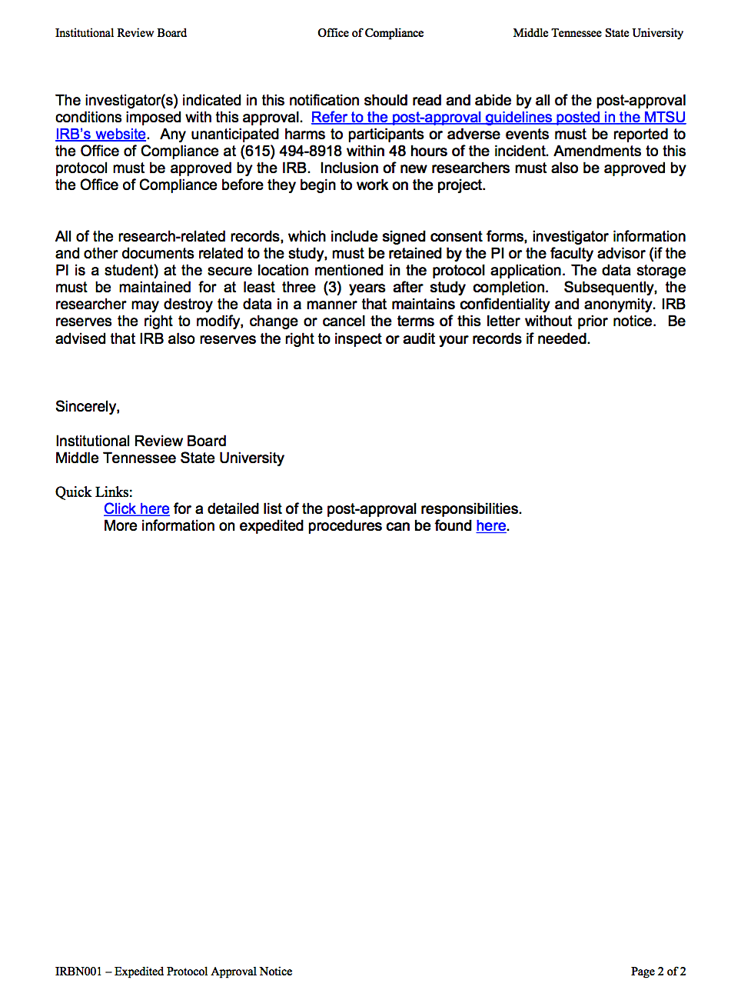 Institutional Review Board Office of Compliance Middle Tennessee State University
The investigator(s) indicated in this notification should read and abide by all of the post-approval
conditions imposed with this approval.  Refer to the post-approval guidelines posted in the MTSU
IRB’s website.  Any unanticipated harms to participants or adverse events must be reported to
the Office of Compliance at (615) 494-8918 within 48 hours of the incident. Amendments to this
protocol must be approved by the IRB.  Inclusion of new researchers must also be approved by
the Office of Compliance before they begin to work on the project.
All of the research-related records, which include signed consent forms, investigator information
and other documents related to the study, must be retained by the PI or the faculty advisor (if the
PI is a student) at the secure location mentioned in the protocol application. The data storage
must be maintained for at least three (3) years after study completion.  Subsequently, the
researcher may destroy the data in a manner that maintains confidentiality and anonymity. IRB
reserves the right to modify, change or cancel the terms of this letter without prior notice.  Be
advised that IRB also reserves the right to inspect or audit your records if needed.
Sincerely,
Institutional Review Board
Middle Tennessee State University
Quick Links:
Click here for a detailed list of the post-approval responsibilities.
More information on expedited procedures can be found here.
IRBN001 – Expedited Protocol Approval Notice Page 2 of 2